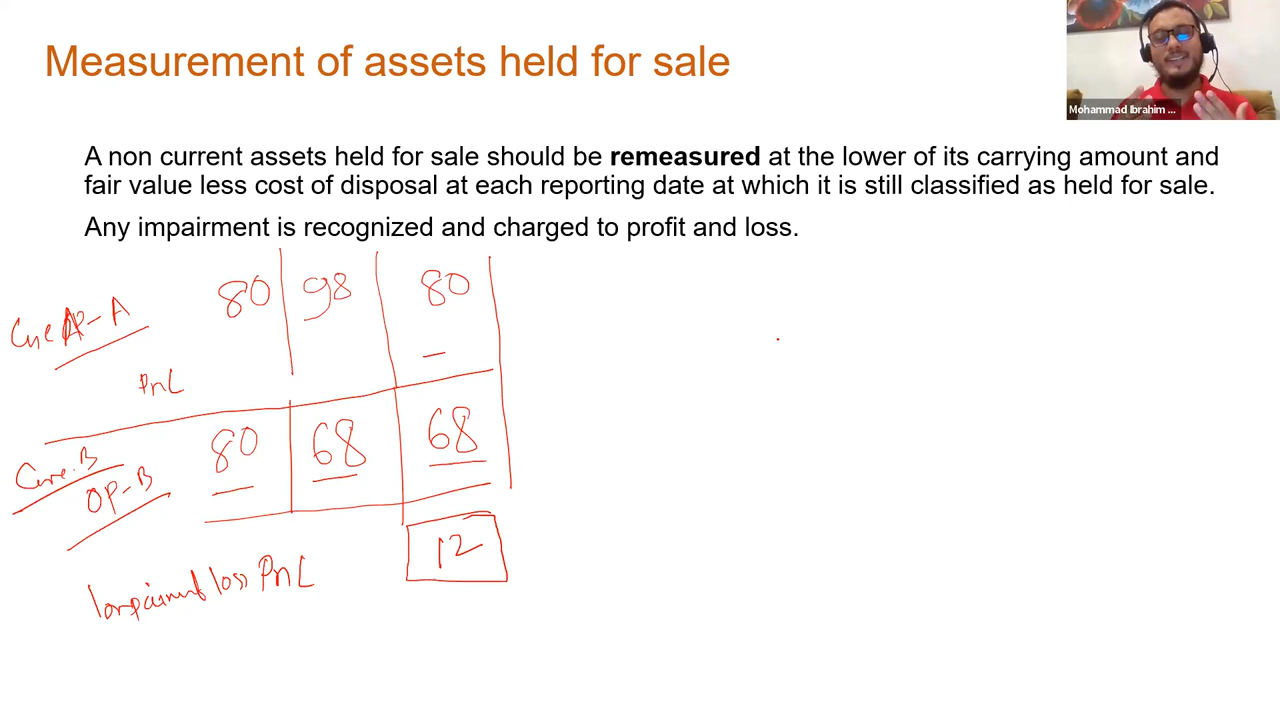 Measurement of assets held for sale
Mohammad Ibrahim ...
A non current assets held for sale should be remeasured at the lower of its carrying amount and
fair value less cost of disposal at each reporting date at which it is still classified as held for sale.
Any impairment is recognized and charged to profit and loss.
80 98 80
PnL
80 68 68
OP-B
12
Impairment loss PnL